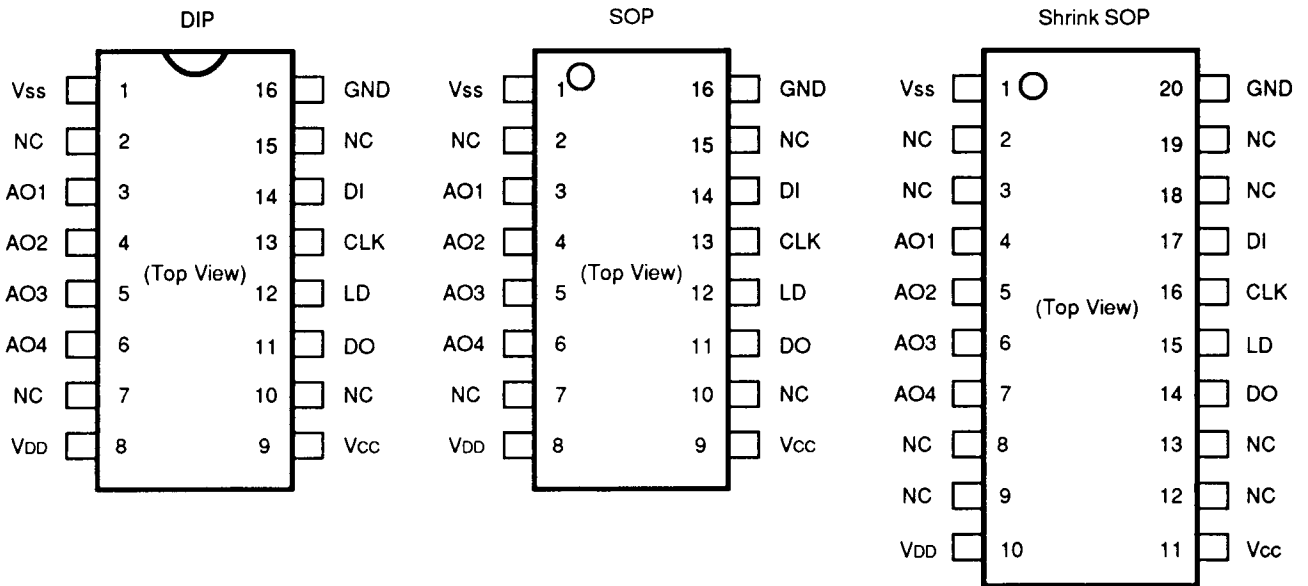 DIP
Vss 1 16 GND
NC 2 15 NC
AO1 3 14 DI
AO2 4 13 CLK
(Top View)
AO3 5 12 LD
AO4 6 11 DO
NC 7 10 NC
VDD 8 9 Vcc
SOP
Vss 1 16 GND
NC 2 15 NC
AO1 3 14 DI
AO2 4 13 CLK
(Top View)
AO3 5 12 LD
AO4 6 11 DO
NC 7 10 NC
VDD 8 9 Vcc
Shrink SOP
Vss 1 20 GND
NC 2 19 NC
NC 3 18 NC
AO1 4 17 DI
AO2 5 16 CLK
(Top View)
AO3 6 15 LD
AO4 7 14 DO
NC 8 13 NC
NC 9 12 NC
VDD 10 11 Vcc